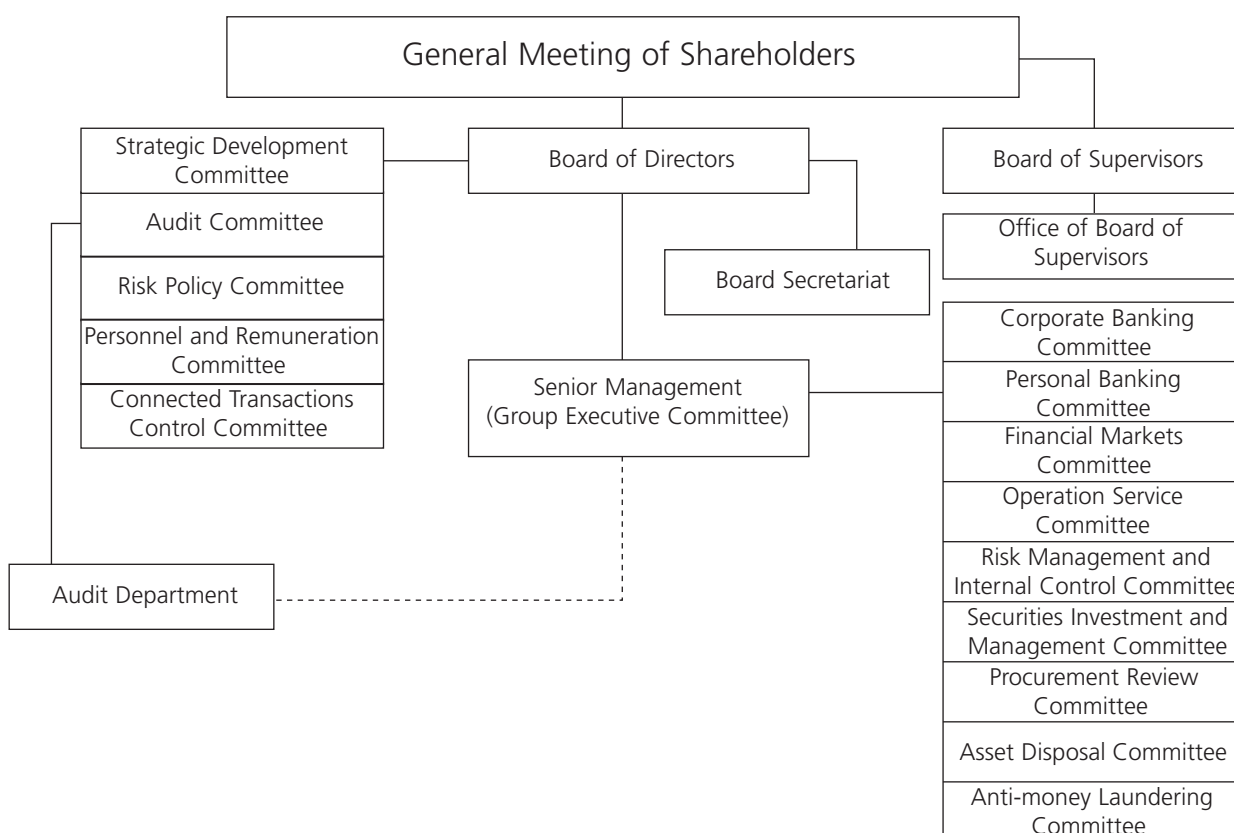 General Meeting of Shareholders
Strategic Development
Committee
Audit Committee
Risk Policy Committee
Personnel and Remuneration
Committee
Connected Transactions
Control Committee
Board of Directors
Board Secretariat
Board of Supervisors
Office of Board of
Supervisors
Senior Management
(Group Executive Committee)
Corporate Banking
Committee
Personal Banking
Committee
Financial Markets
Committee
Operation Service
Committee
Risk Management and
Internal Control Committee
Securities Investment and
Management Committee
Procurement Review
Committee
Asset Disposal Committee
Anti-money Laundering
Committee
Audit Department